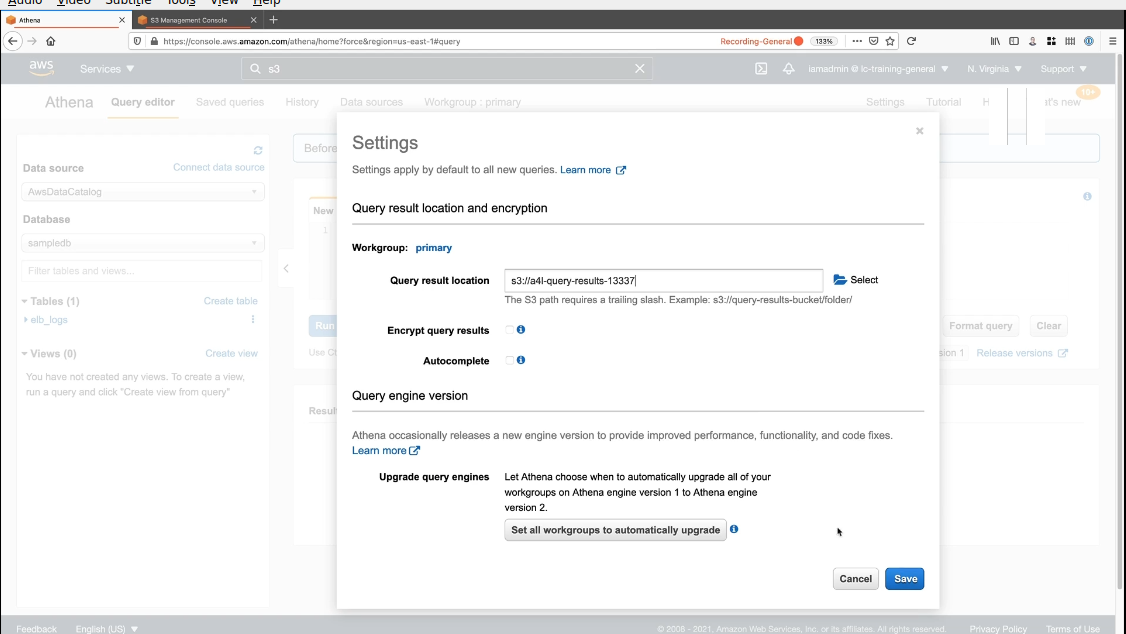 Audio Video Subtitle Tools View Help
Athena × S3 Management Console × +
https://console.aws.amazon.com/athena/home?force&region=us-east-1#query Recording-General 133%
aws Services ▼ s3 iamadmin @ lc-training-general ▼ N. Virginia ▼ Support ▼
Athena Query editor Saved queries History Data sources Workgroup : primary Settings Tutorial H at's new 10+
Before
Settings
Settings apply by default to all new queries. Learn more
Query result location and encryption
Workgroup: primary
Query result location s3://a4l-query-results-13337 Select
The S3 path requires a trailing slash. Example: s3://query-results-bucket/folder/
Encrypt query results
Autocomplete
Query engine version
Athena occasionally releases a new engine version to provide improved performance, functionality, and code fixes.
Learn more
Upgrade query engines Let Athena choose when to automatically upgrade all of your
workgroups on Athena engine version 1 to Athena engine
version 2.
Set all workgroups to automatically upgrade
Cancel Save
Data source Connect data source
AwsDataCatalog
Database
sampledb
Filter tables and views...
Tables (1) Create table
elb_logs
Views (0) Create view
You have not created any views. To create a view,
run a query and click "Create view from query"
New
1
Run
Use Ct
Format query Clear
sion 1 Release versions
Result
Feedback English (US) ▼ © 2008 - 2021, Amazon Web Services, Inc. or its affiliates. All rights reserved. Privacy Policy Terms of Use